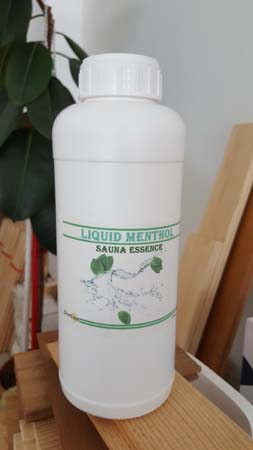 LIQUID MENTHOL
SAUNA ESSENCE